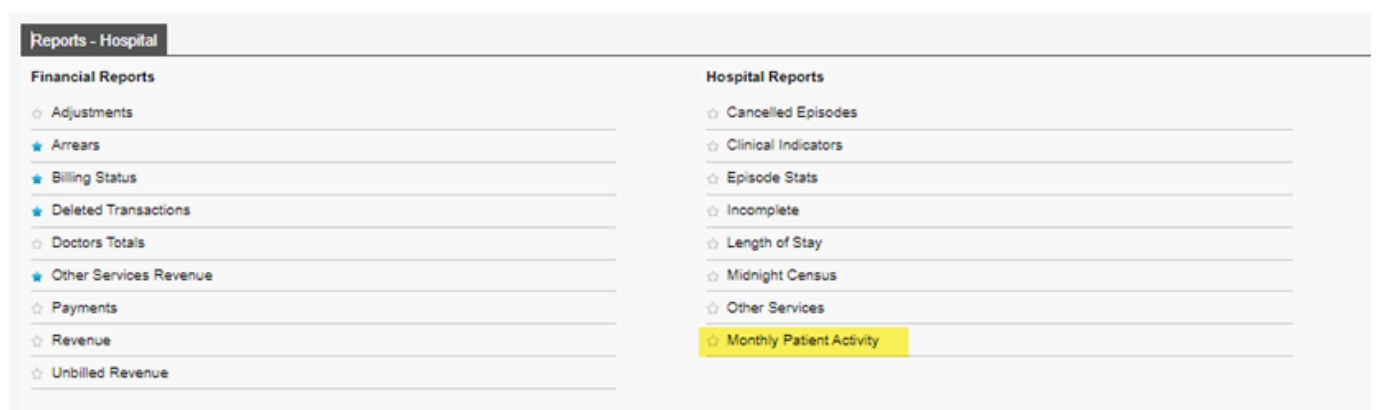 Reports - Hospital
Financial Reports
Adjustments
Arrears
Billing Status
Deleted Transactions
Doctors Totals
Other Services Revenue
Payments
Revenue
Unbilled Revenue
Hospital Reports
Cancelled Episodes
Clinical Indicators
Episode Stats
Incomplete
Length of Stay
Midnight Census
Other Services
Monthly Patient Activity